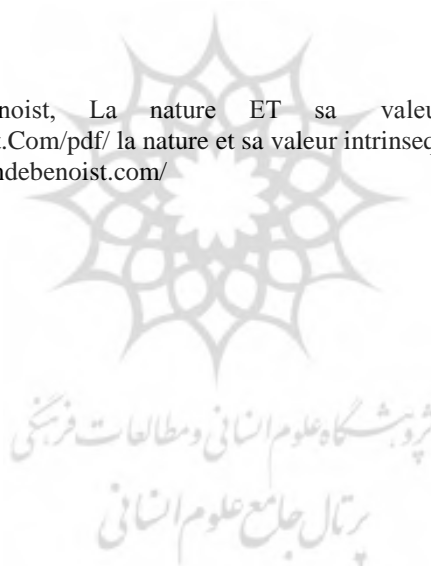 noist, La nature ET sa valeu
t.Com/pdf/ la nature et sa valeur intrinseq
ndebenoist.com/
پژوهشگاه علوم انسانی و مطالعات فرهنگی
پرتال جامع علوم انسانی